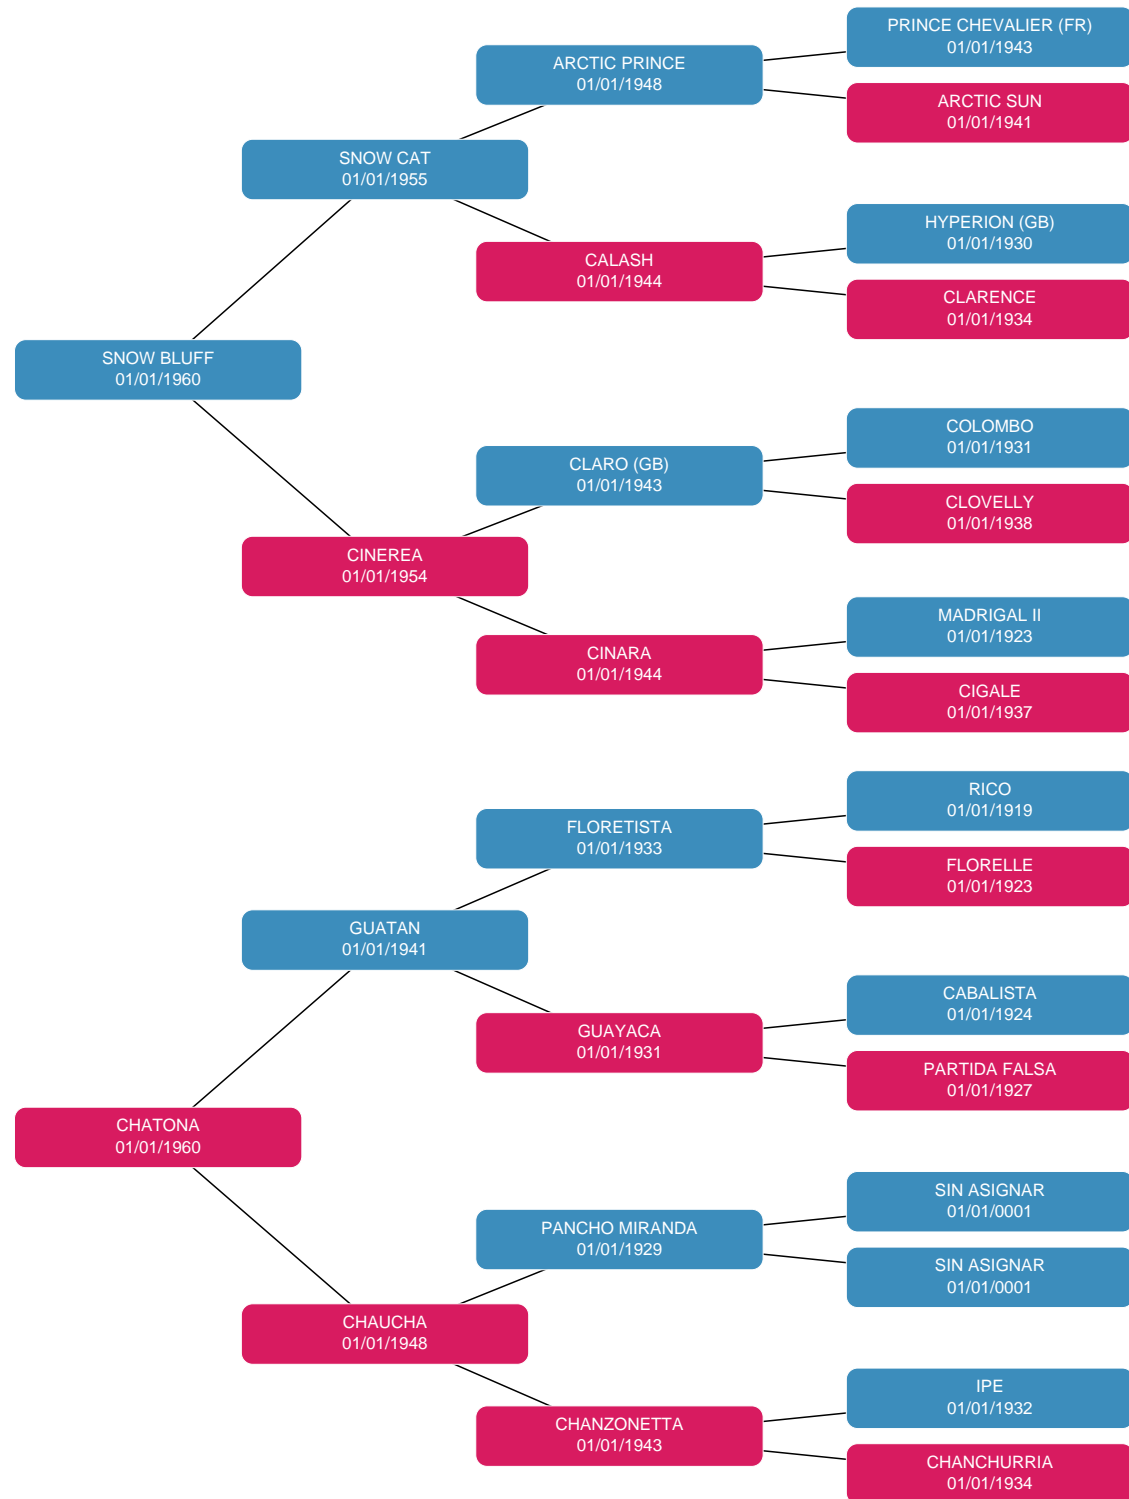 PRINCE CHEVALIER (FR)
01/01/1943
ARCTIC PRINCE
01/01/1948
ARCTIC SUN
01/01/1941
SNOW CAT
01/01/1955
HYPERION (GB)
01/01/1930
CALASH
01/01/1944
CLARENCE
01/01/1934
SNOW BLUFF
01/01/1960
COLOMBO
01/01/1931
CLARO (GB)
01/01/1943
CLOVELLY
01/01/1938
CINEREA
01/01/1954
MADRIGAL II
01/01/1923
CINARA
01/01/1944
CIGALE
01/01/1937
RICO
01/01/1919
FLORETISTA
01/01/1933
FLORELLE
01/01/1923
GUATAN
01/01/1941
CABALISTA
01/01/1924
GUAYACA
01/01/1931
PARTIDA FALSA
01/01/1927
CHATONA
01/01/1960
SIN ASIGNAR
01/01/0001
PANCHO MIRANDA
01/01/1929
SIN ASIGNAR
01/01/0001
CHAUCHA
01/01/1948
IPE
01/01/1932
CHANZONETTA
01/01/1943
CHANCHURRIA
01/01/1934